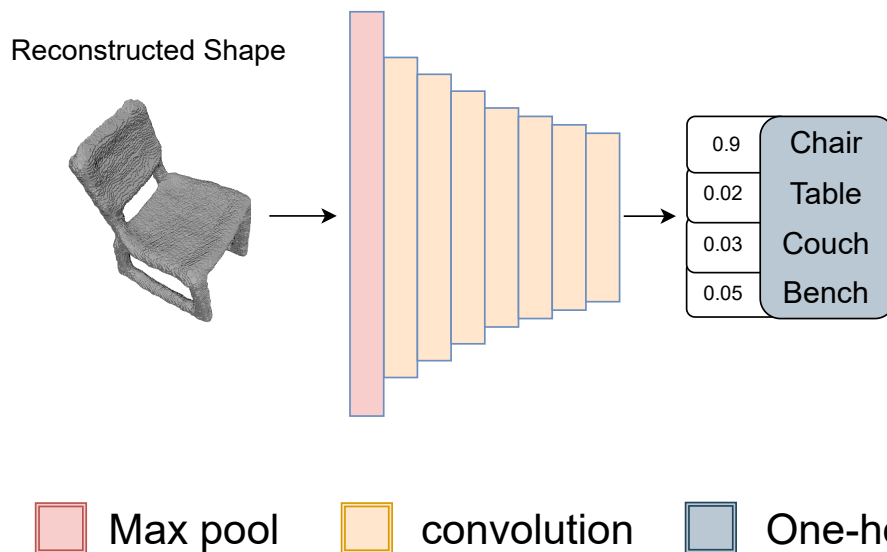 Reconstructed Shape
0.9 Chair
0.02 Table
0.03 Couch
0.05 Bench
Max pool
convolution